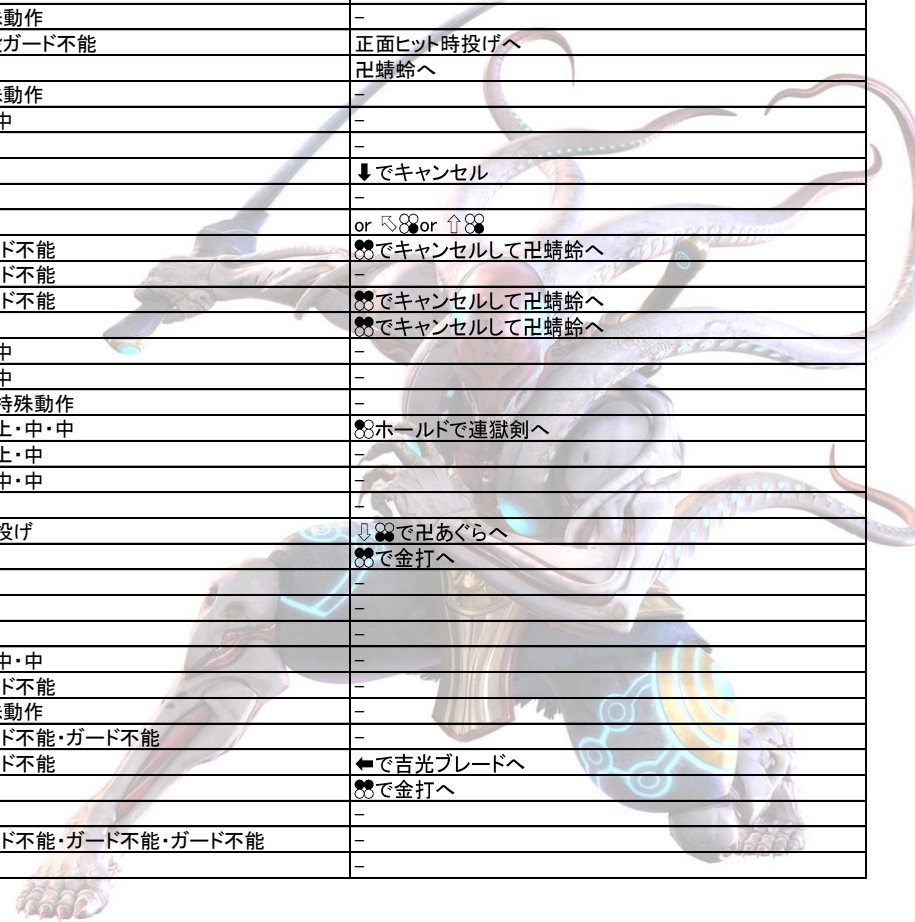 殊動作 –
ガード不能 正面ヒット時投げへ
卍蜻蛉へ
殊動作 –
中 –
–
⬇でキャンセル
–
or ⇖or ⇧
ド不能 でキャンセルして卍蜻蛉へ
ド不能 –
ド不能 でキャンセルして卍蜻蛉へ
でキャンセルして卍蜻蛉へ
中 –
中 –
特殊動作 –
上・中・中 ホールドで連獄剣へ
上・中 –
中・中 –
–
投げ ⇩で卍あぐらへ
で金打へ
–
–
–
中・中 –
ド不能 –
動作 –
ド不能・ガード不能 –
ド不能 ⬅で吉光ブレードへ
で金打へ
–
ド不能・ガード不能・ガード不能 –
–